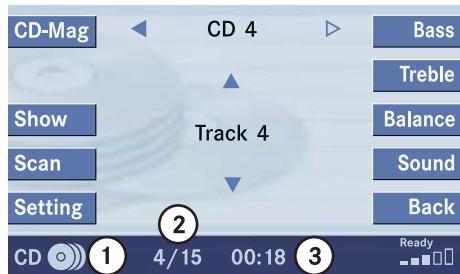 CD-Mag CD 4 Bass
Treble
Show Track 4 Balance
Scan Sound
Setting 2 Back
CD 1 4/15 00:18 3 Ready